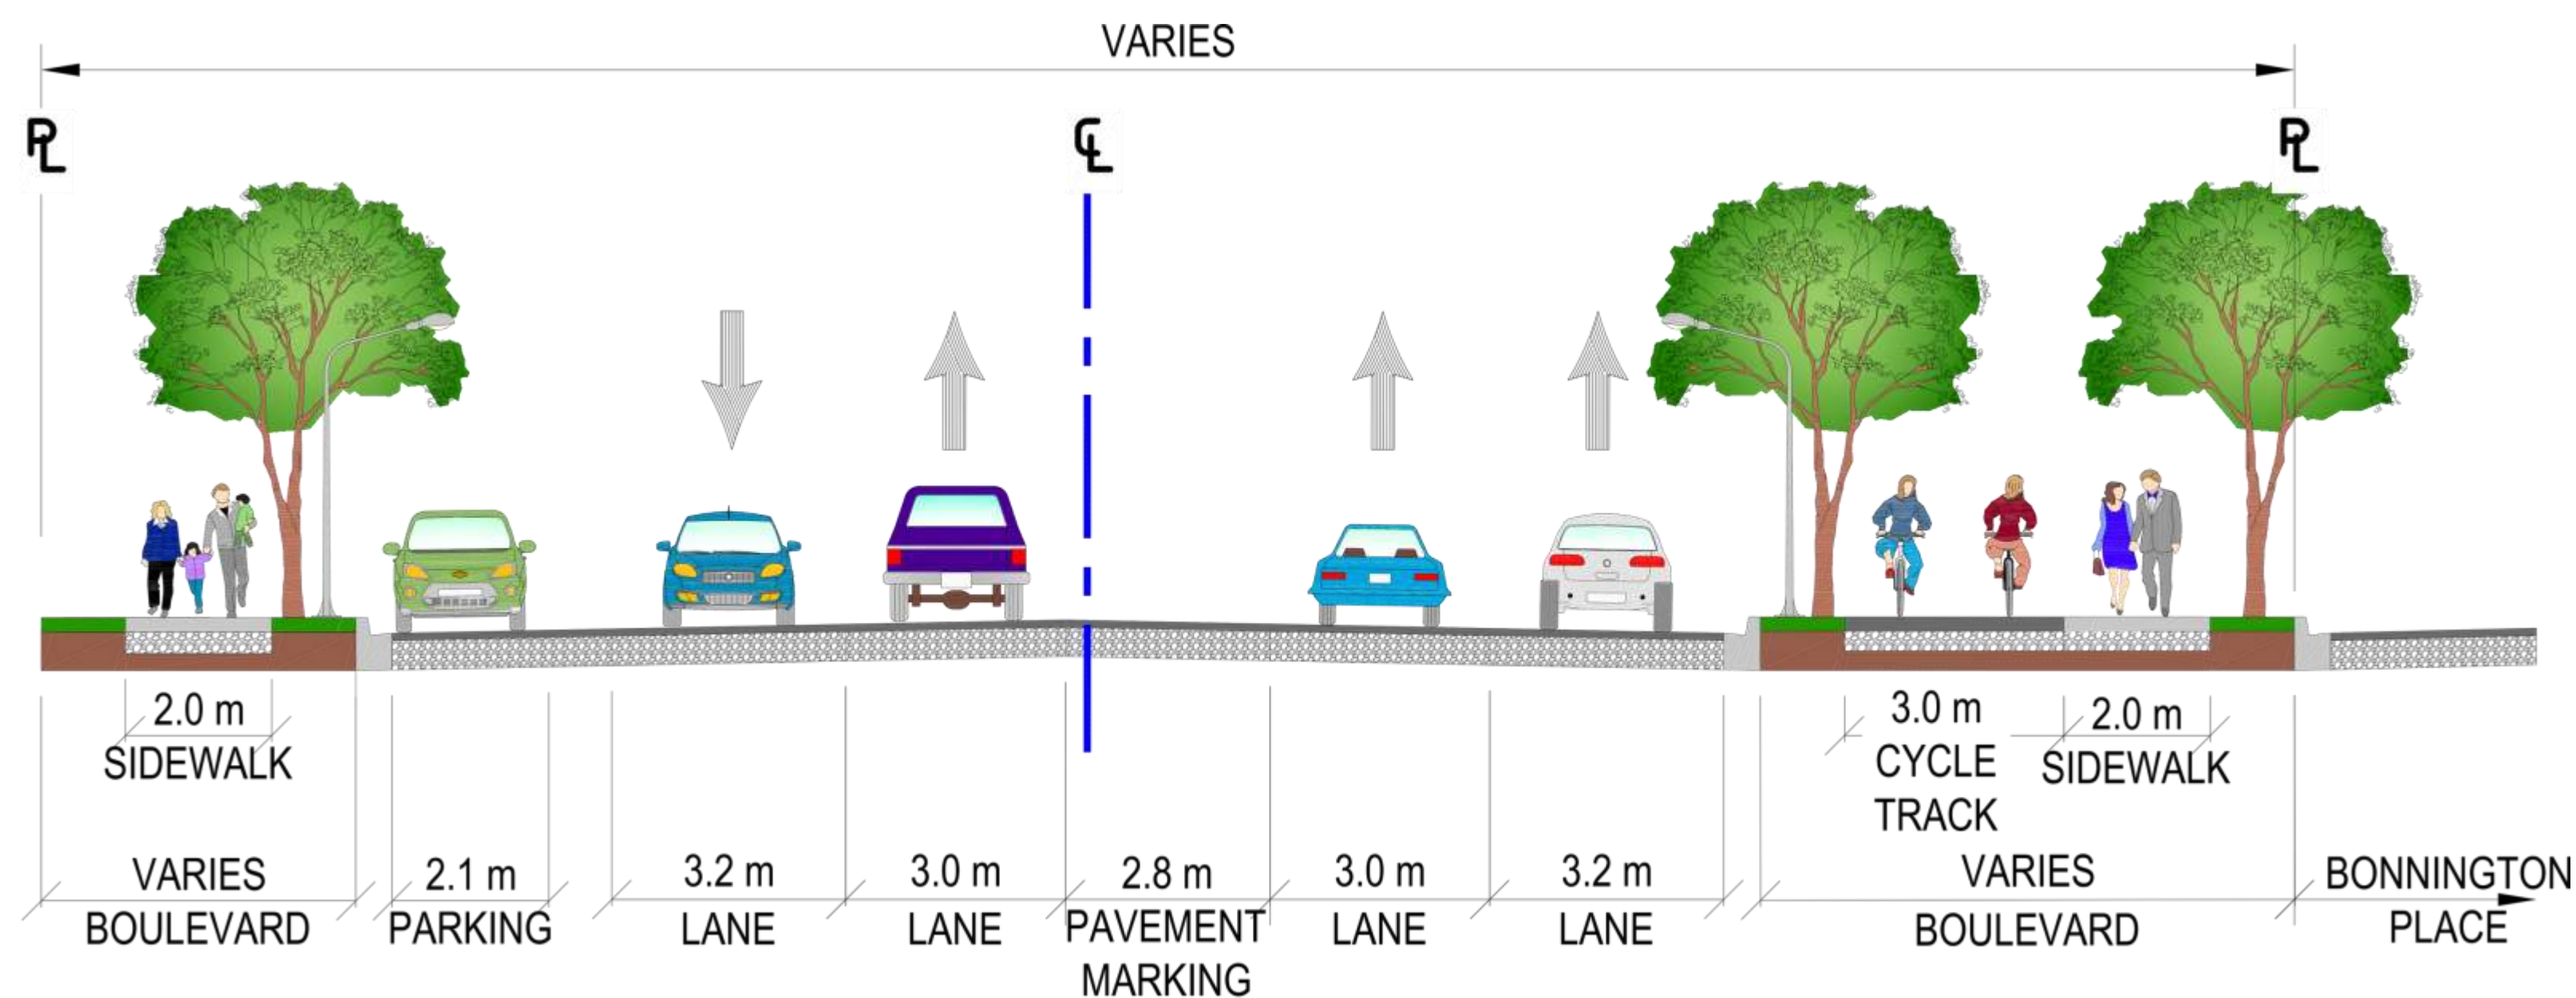 VARIES
PL
CL
PL
2.0 m
SIDEWALK
3.0 m
CYCLE
TRACK
2.0 m
SIDEWALK
VARIES
BOULEVARD
2.1 m
PARKING
3.2 m
LANE
3.0 m
LANE
2.8 m
PAVEMENT
MARKING
3.0 m
LANE
3.2 m
LANE
VARIES
BOULEVARD
BONNINGTON
PLACE